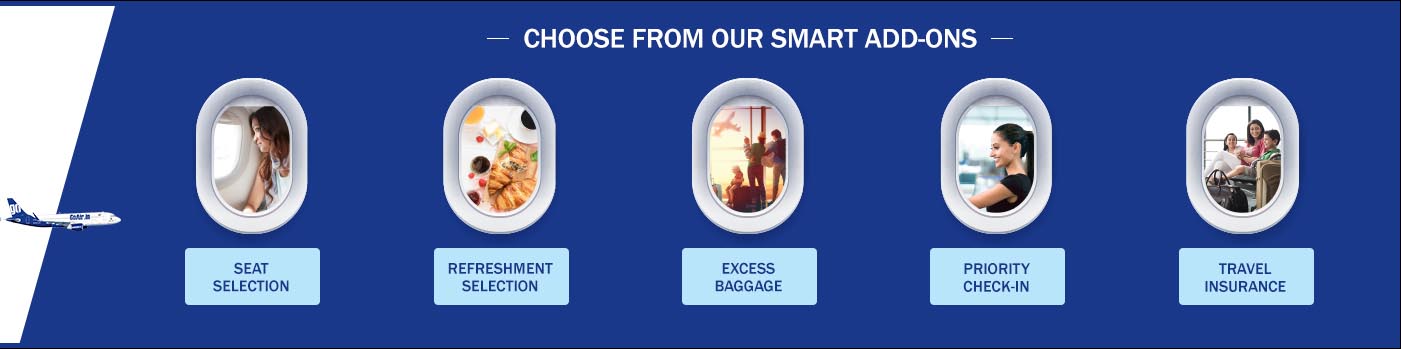 CHOOSE FROM OUR SMART ADD-ONS
GoAir.in
SEAT
SELECTION
REFRESHMENT
SELECTION
EXCESS
BAGGAGE
PRIORITY
CHECK-IN
TRAVEL
INSURANCE